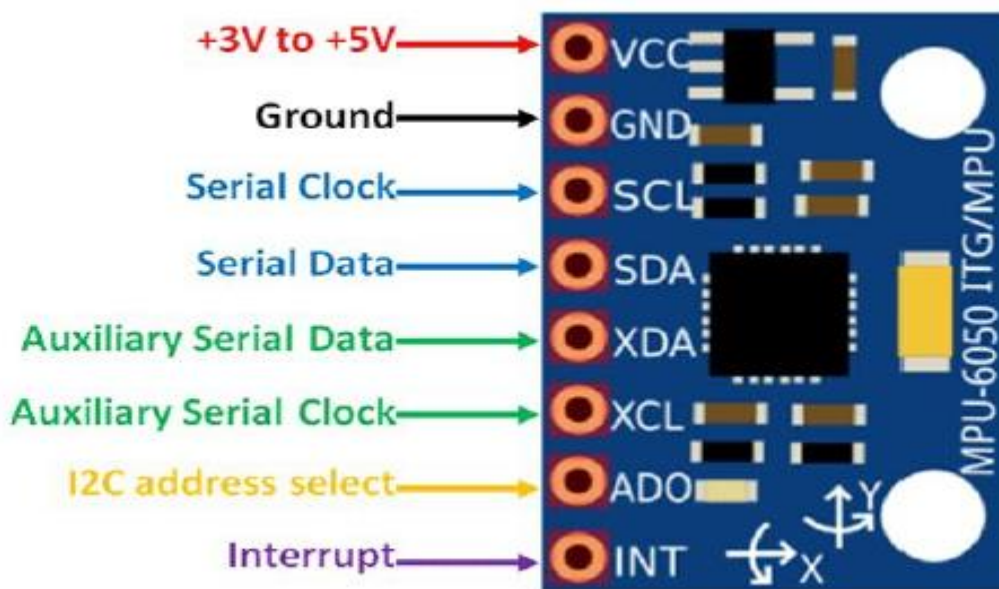 +3V to +5V
VCC
Ground
GND
Serial Clock
SCL
Serial Data
SDA
Auxiliary Serial Data
XDA
Auxiliary Serial Clock
XCL
I2C address select
ADO
Interrupt
INT
X
Y
MPU-6050 ITG/MPU